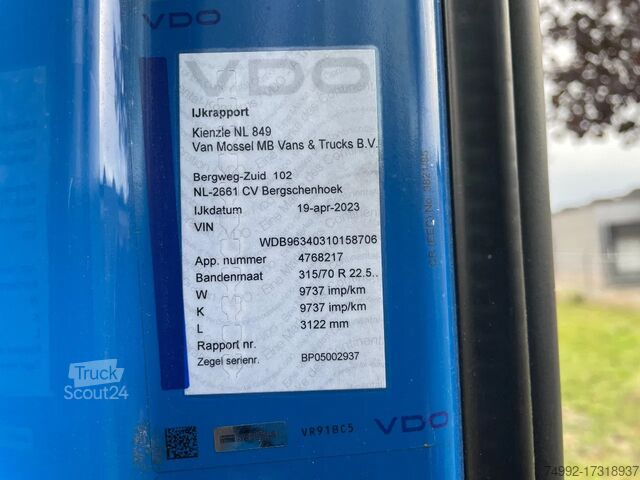 VDO
VDO
IJkrapport
Kienzle NL 849
Van Mossel MB Vans & Trucks B.V.
Bergweg-Zuid 102
NL-2661 CV Bergschenhoek
IJkdatum 19-apr-2023
VIN
WDB96340310158706
App. nummer 4768217
Bandenmaat 315/70 R 22.5..
W 9737 imp/km
K 9737 imp/km
L 3122 mm
Rapport nr.
Zegel serienr. BP05002937
VR918C5
VDO
Truck
Scout24
74992-17318937